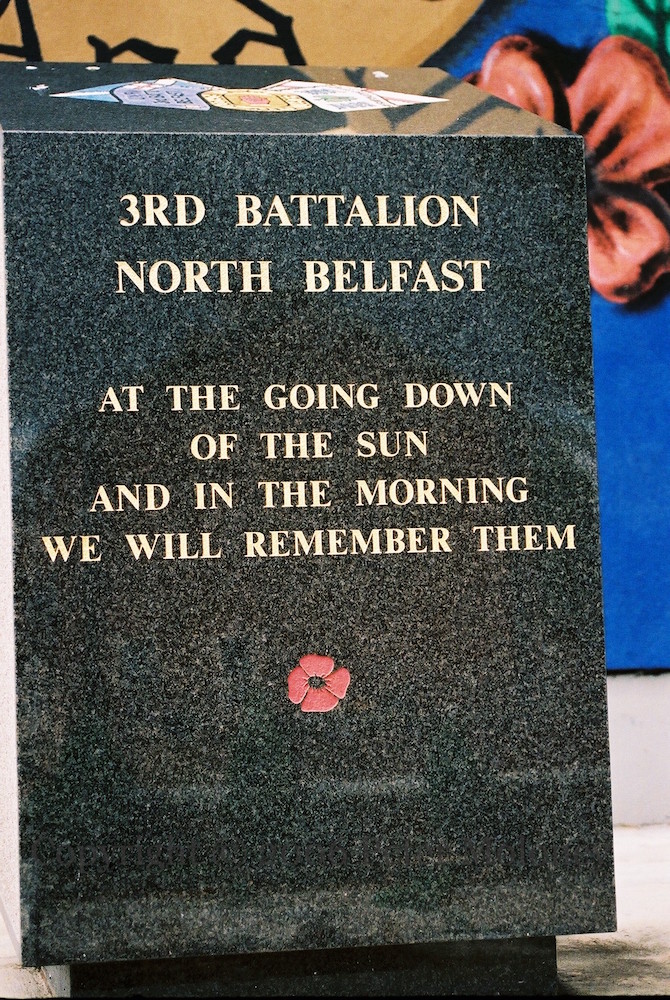 3RD BATTALION
NORTH BELFAST
AT THE GOING DOWN
OF THE SUN
AND IN THE MORNING
WE WILL REMEMBER THEM